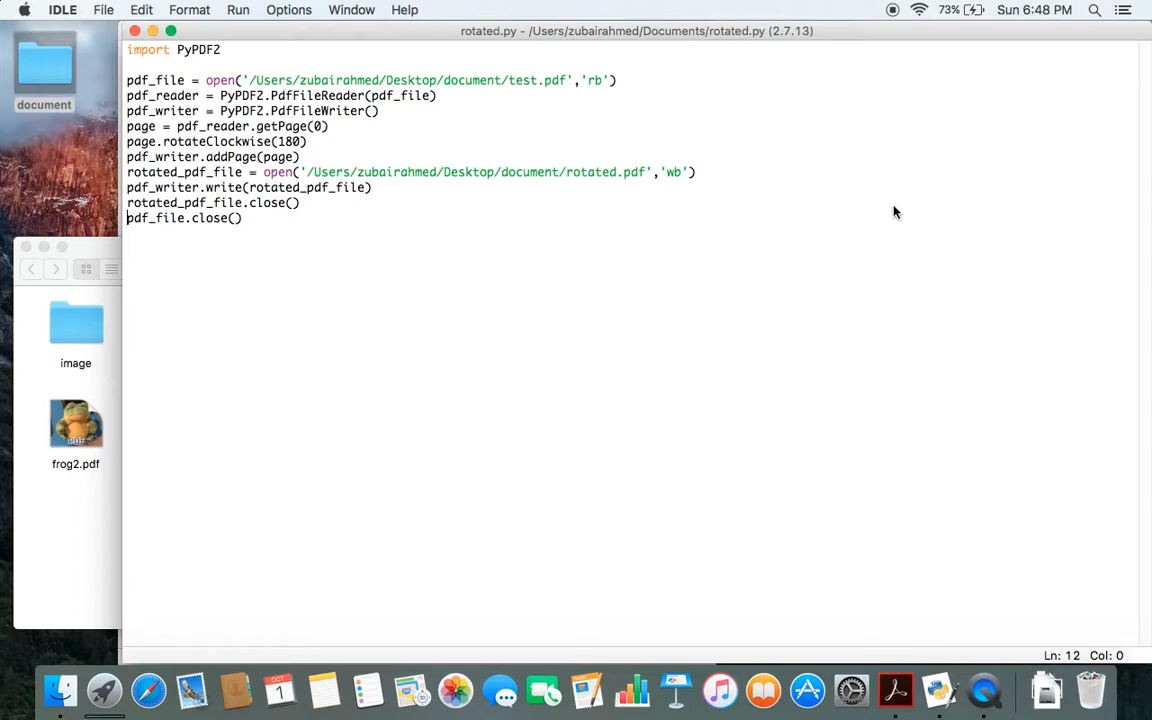 IDLE File Edit Format Run Options Window Help 73% Sun 6:48 PM
rotated.py - /Users/zubairahmed/Documents/rotated.py (2.7.13)
import PyPDF2
pdf_file = open('/Users/zubairahmed/Desktop/document/test.pdf','rb')
pdf_reader = PyPDF2.PdfFileReader(pdf_file)
pdf_writer = PyPDF2.PdfFileWriter()
page = pdf_reader.getPage(0)
page.rotateClockwise(180)
pdf_writer.addPage(page)
rotated_pdf_file = open('/Users/zubairahmed/Desktop/document/rotated.pdf','wb')
pdf_writer.write(rotated_pdf_file)
rotated_pdf_file.close()
pdf_file.close()
document
image
PDF
frog2.pdf
Ln: 12 Col: 0
OCT
1